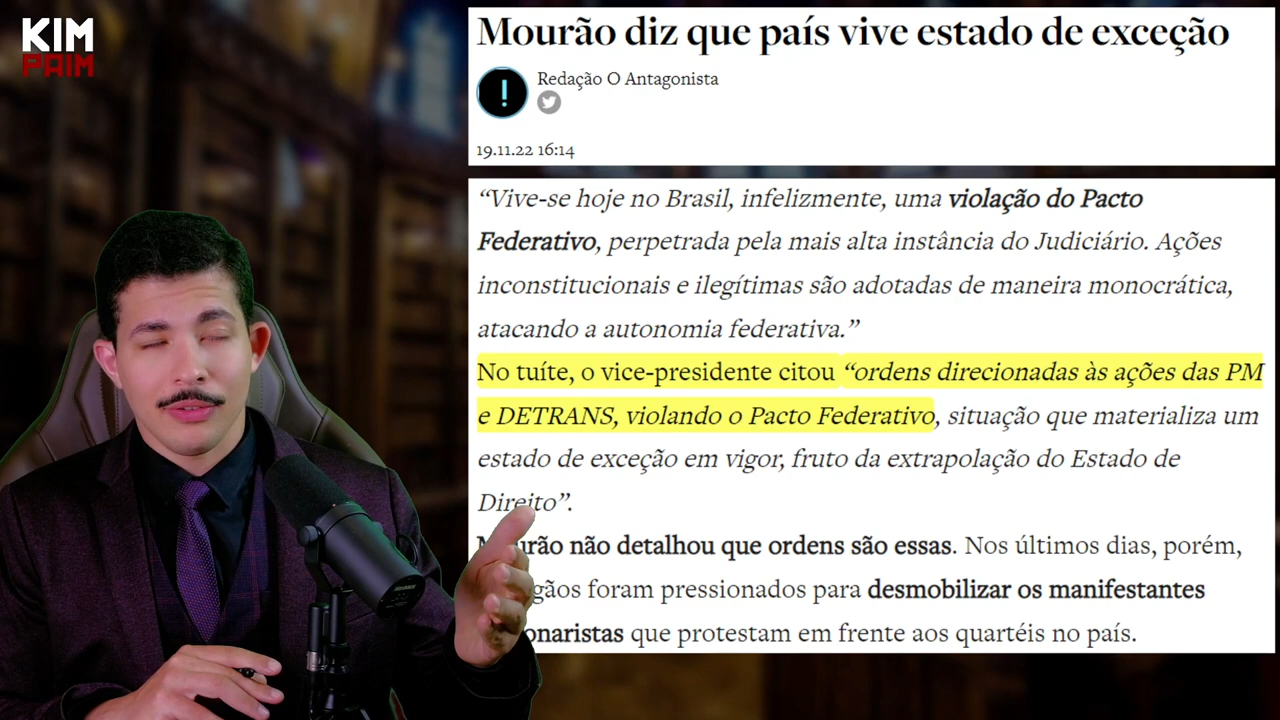 KIM
PAIM
Mourão diz que país vive estado de exceção
Redação O Antagonista
19.11.22 16:14
“Vive-se hoje no Brasil, infelizmente, uma violação do Pacto
Federativo, perpetrada pela mais alta instância do Judiciário. Ações
inconstitucionais e ilegítimas são adotadas de maneira monocrática,
atacando a autonomia federativa.”
No tuíte, o vice-presidente citou “ordens direcionadas às ações das PM
e DETRANS, violando o Pacto Federativo, situação que materializa um
estado de exceção em vigor, fruto da extrapolação do Estado de
Direito”.
Mourão não detalhou que ordens são essas. Nos últimos dias, porém,
foram pressionados para desmobilizar os manifestantes
que protestam em frente aos quartéis no país.